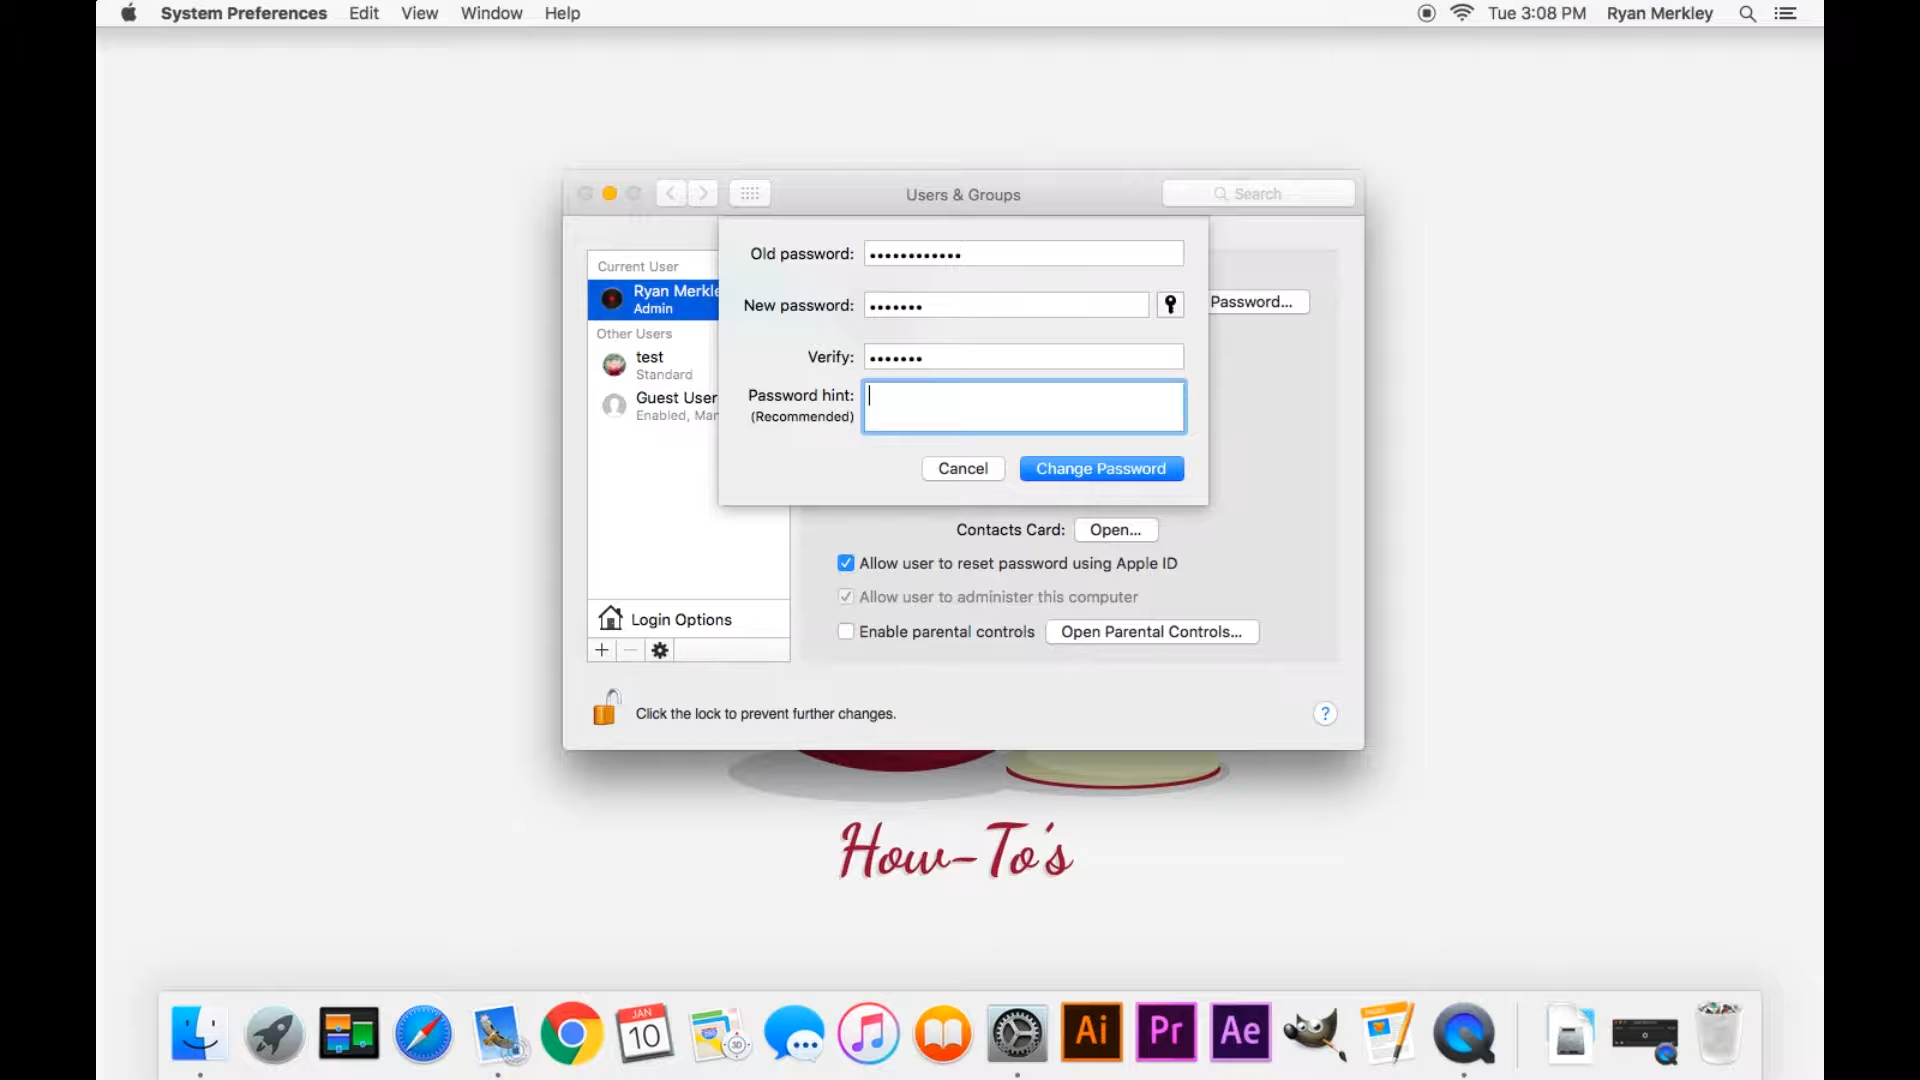 System Preferences Edit View Window Help
Tue 3:08 PM Ryan Merkley
Users & Groups
Search
Old password: ••••••••••••
New password: •••••••
Password...
Verify: •••••••
Password hint:
(Recommended)
Cancel Change Password
Current User
Ryan Merkle
Admin
Other Users
test
Standard
Guest User
Enabled, Man
Login Options
Contacts Card: Open...
Allow user to reset password using Apple ID
Allow user to administer this computer
Enable parental controls Open Parental Controls...
Click the lock to prevent further changes.
?
How-To's
JAN
10
3D
Ai
Pr
Ae